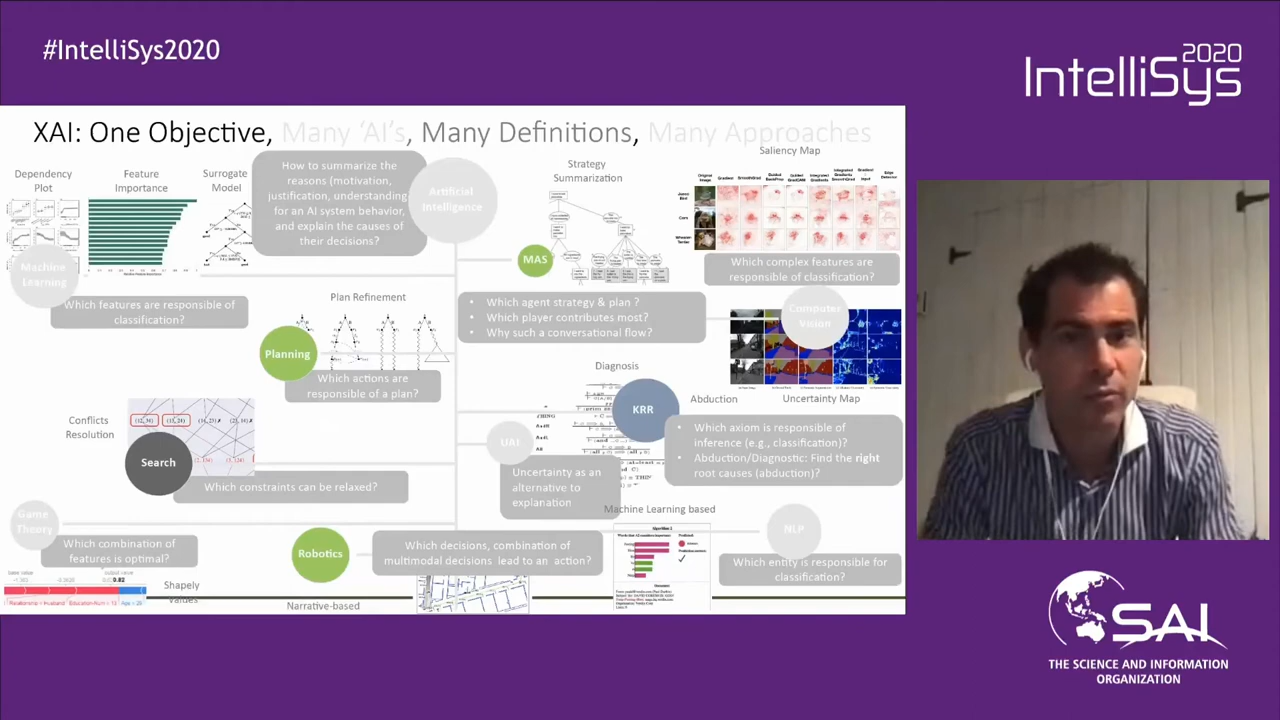 #IntelliSys2020
2020
IntelliSys
XAI: One Objective, Many 'AI's, Many Definitions, Many Approaches
Dependency
Plot
Feature
Importance
Surrogate
Model
How to summarize the
reasons (motivation,
justification, understanding
for an AI system behavior,
and explain the causes of
their decisions?
Artificial
Intelligence
Strategy
Summarization
Saliency Map
Machine
Learning
Which features are responsible of
classification?
MAS
Which complex features are
responsible of classification?
Plan Refinement
• Which agent strategy & plan ?
• Which player contributes most?
• Why such a conversational flow?
Computer
Vision
Planning
Which actions are
responsible of a plan?
Diagnosis
KRR
Abduction
Uncertainty Map
Conflicts
Resolution
• Which axiom is responsible of
inference (e.g., classification)?
• Abduction/Diagnostic: Find the right
root causes (abduction)?
Search
Which constraints can be relaxed?
UAI
Uncertainty as an
alternative to
explanation
Game
Theory
Which combination of
features is optimal?
Machine Learning based
NLP
Robotics
Which decisions, combination of
multimodal decisions lead to an action?
Which entity is responsible for
classification?
Shapely
Values
Narrative-based
SAI
THE SCIENCE AND INFORMATION
ORGANIZATION